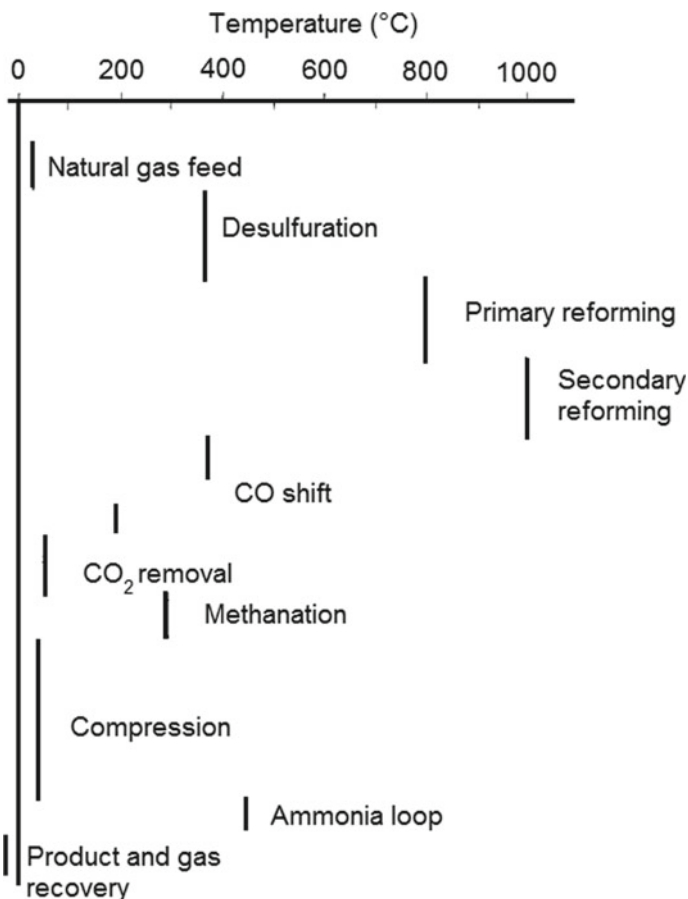 Temperature (°C)
0 200 400 600 800 1000
Natural gas feed
Desulfuration
Primary reforming
Secondary
reforming
CO shift
CO₂ removal
Methanation
Compression
Ammonia loop
Product and gas
recovery